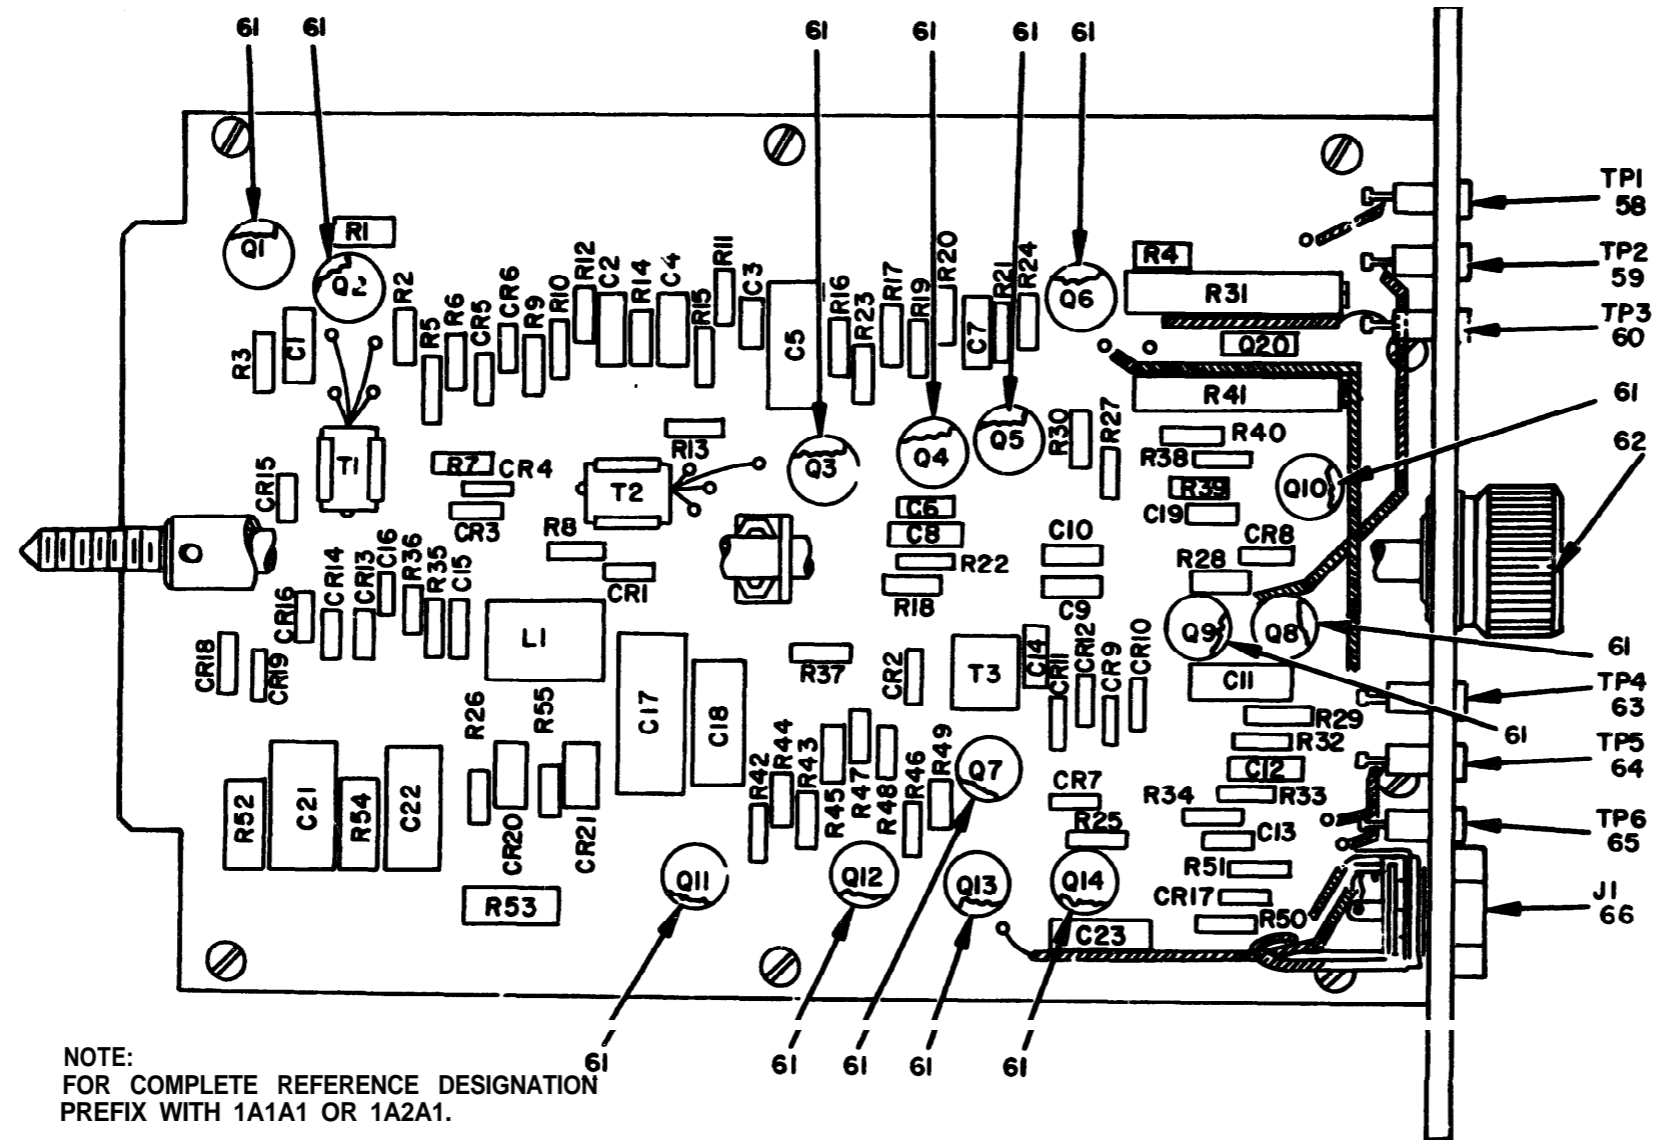 61 61 61 61 61 61
TP1
58
TP2
59
TP3
60
61
62
61
TP4
63
61
TP5
64
TP6
65
J1
66
Q1
R1
Q2
R2
R3
C1
R5
R6
CR5
CR6
R9
R10
R12
C2
R14
C4
R15
R11
C3
C5
R16
R23
R17
R19
R20
C7
R21
R24
Q6
R4
R31
Q20
R41
CR15
T1
R7
CR4
CR3
R13
T2
R8
CR1
Q3
Q4
Q5
C6
C8
R22
R18
R30
R27
C10
C9
R40
R38
R39
C19
Q10
CR8
R28
Q9
Q8
C11
CR16
CR14
CR13
C16
R36
R35
C15
L1
CR18
CR19
C17
C18
R37
CR2
T3
C14
CR11
CR12
CR9
CR10
R26
R55
R52
C21
R54
C22
CR20
CR21
R53
R42
R44
R43
R45
R47
R48
R46
R49
Q7
CR7
R25
R29
R32
C12
R33
R34
C13
R51
CR17
R50
Q11
Q12
Q13
Q14
C23
61 61 61 61 61
NOTE:
FOR COMPLETE REFERENCE DESIGNATION
PREFIX WITH 1A1A1 OR 1A2A1.